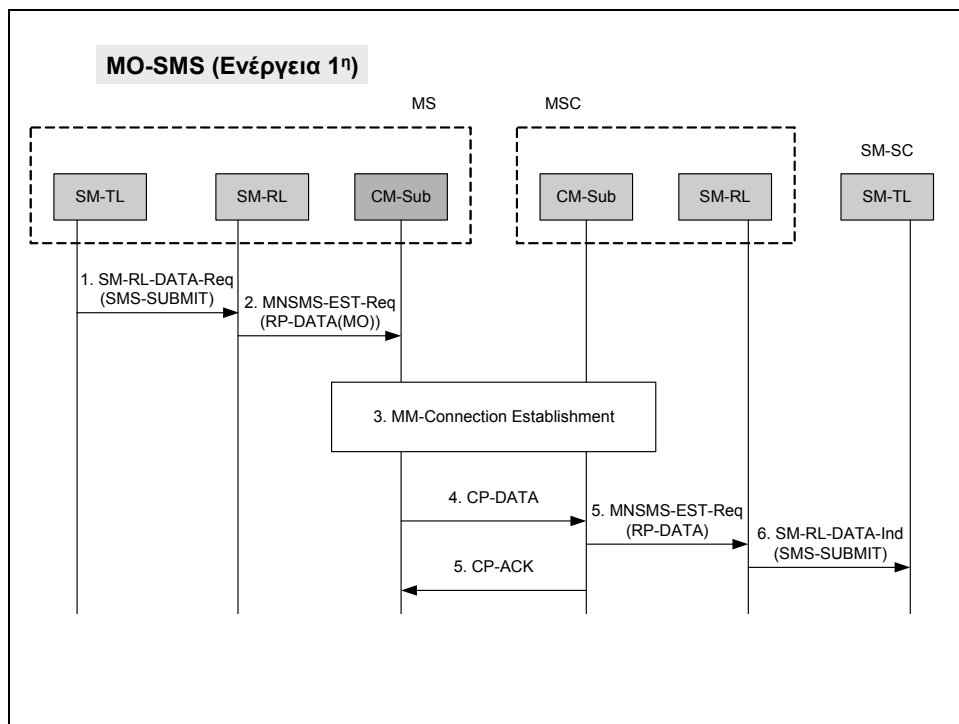 MO-SMS (Ενέργεια 1η)
MS
MSC
SM-SC
SM-TL
SM-RL
CM-Sub
CM-Sub
SM-RL
SM-TL
1. SM-RL-DATA-Req
(SMS-SUBMIT)
2. MNSMS-EST-Req
(RP-DATA(MO))
3. MM-Connection Establishment
4. CP-DATA
5. MNSMS-EST-Req
(RP-DATA)
6. SM-RL-DATA-Ind
(SMS-SUBMIT)
5. CP-ACK